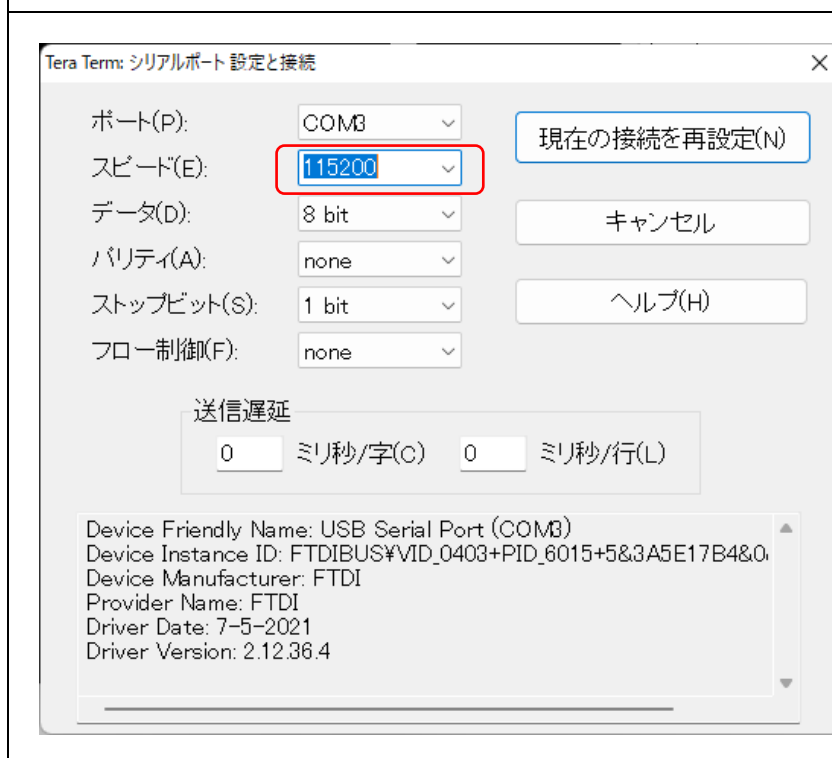 Tera Term: シリアルポート 設定と接続
ポート(P): COM3
現在の接続を再設定(N)
スピード(E): 115200
データ(D): 8 bit
キャンセル
パリティ(A): none
ストップビット(S): 1 bit
ヘルプ(H)
フロー制御(F): none
送信遅延
0 ミリ秒/字(C) 0 ミリ秒/行(L)
Device Friendly Name: USB Serial Port (COM3)
Device Instance ID: FTDIBUS¥VID_0403+PID_6015+5&3A5E17B4&0
Device Manufacturer: FTDI
Provider Name: FTDI
Driver Date: 7-5-2021
Driver Version: 2.12.36.4